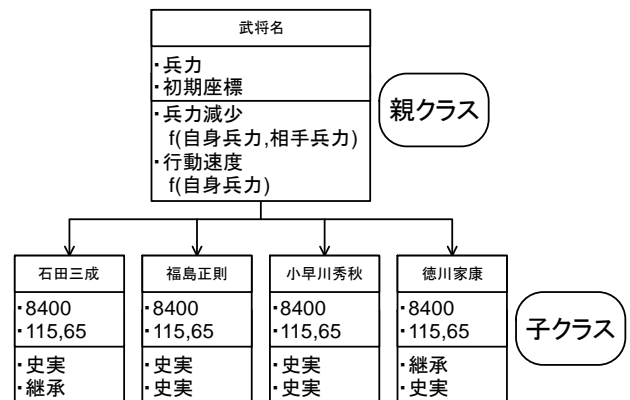 武将名
・兵力
・初期座標
・兵力減少
f(自身兵力,相手兵力)
・行動速度
f(自身兵力)
親クラス
石田三成
・8400
・115,65
・史実
・継承
福島正則
・8400
・115,65
・史実
・史実
小早川秀秋
・8400
・115,65
・史実
・史実
徳川家康
・8400
・115,65
・継承
・史実
子クラス